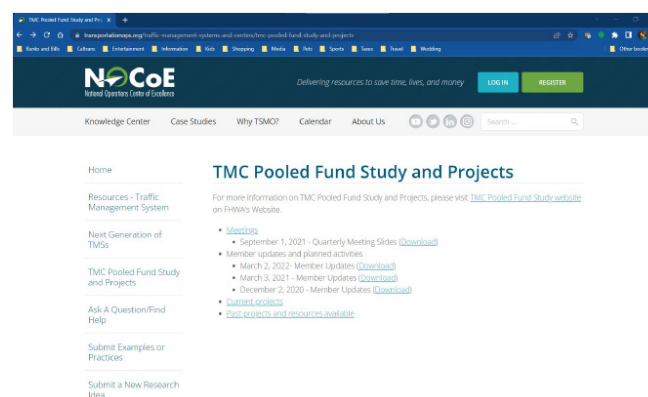 TMC Pooled Fund Study and Proj
transportationops.org/traffic-management-systems-and-centers/tmc-pooled-fund-study-and-projects
Banks and Bills Caltrans Entertainment Information Kids Shopping Media Pets Sports Taxes Travel Wedding
NOCoE
National Operations Center of Excellence
Delivering resources to save time, lives, and money
LOG IN
REGISTER
Knowledge Center Case Studies Why TSMO? Calendar About Us Search ...
Home
Resources - Traffic
Management System
Next Generation of
TMSs
TMC Pooled Fund Study
and Projects
Ask A Question/Find
Help
Submit Examples or
Practices
Submit a New Research
Idea
TMC Pooled Fund Study and Projects
For more information on TMC Pooled Fund Study and Projects, please visit TMC Pooled Fund Study website
on FHWA's Website.
Meetings
September 1, 2021 - Quarterly Meeting Slides (Download)
Member updates and planned activities
March 2, 2022- Member Updates (Download)
March 3, 2021 - Member Updates (Download)
December 2, 2020 - Member Updates (Download)
Current projects
Past projects and resources available